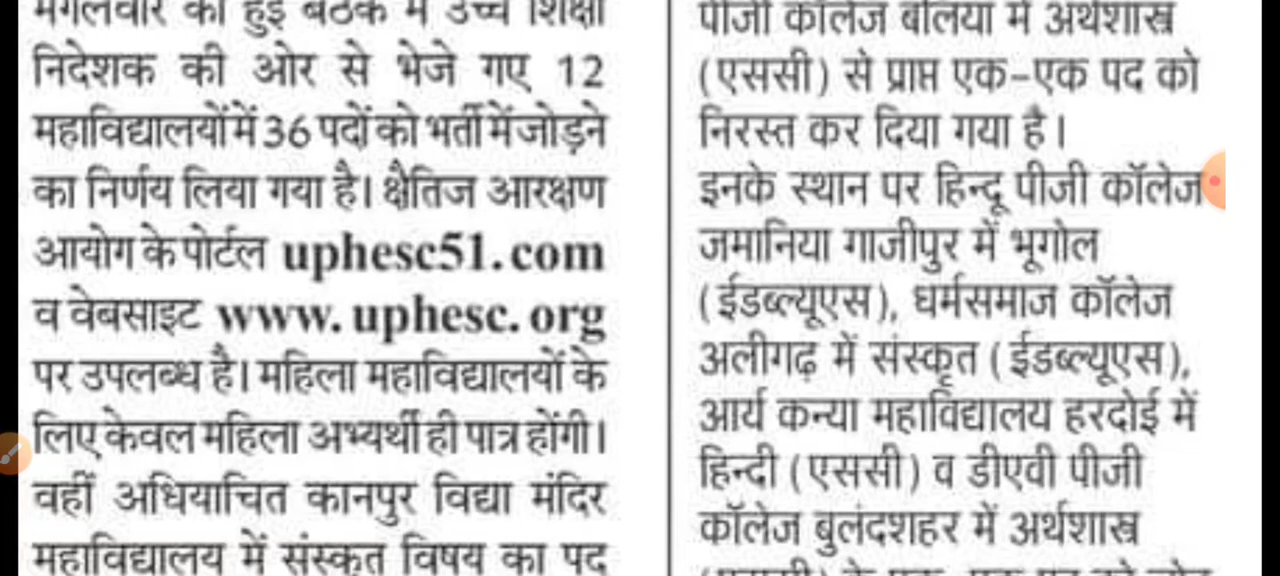 मंगलवार को हुई बैठक में उच्च शिक्षा
निदेशक की ओर से भेजे गए 12
महाविद्यालयों में 36 पदों को भर्ती में जोड़ने
का निर्णय लिया गया है। क्षैतिज आरक्षण
आयोग के पोर्टल uphesc51.com
व वेबसाइट www.uphesc.org
पर उपलब्ध है। महिला महाविद्यालयों के
लिए केवल महिला अभ्यर्थी ही पात्र होंगी।
वहीं अधियाचित कानपुर विद्या मंदिर
महाविद्यालय में संस्कृत विषय का पद
पीजी कॉलेज बलिया में अर्थशास्त्र
(एससी) से प्राप्त एक-एक पद को
निरस्त कर दिया गया है।
इनके स्थान पर हिन्दू पीजी कॉलेज
जमानिया गाजीपुर में भूगोल
(ईडब्ल्यूएस), धर्मसमाज कॉलेज
अलीगढ़ में संस्कृत (ईडब्ल्यूएस),
आर्य कन्या महाविद्यालय हरदोई में
हिन्दी (एससी) व डीएवी पीजी
कॉलेज बुलंदशहर में अर्थशास्त्र